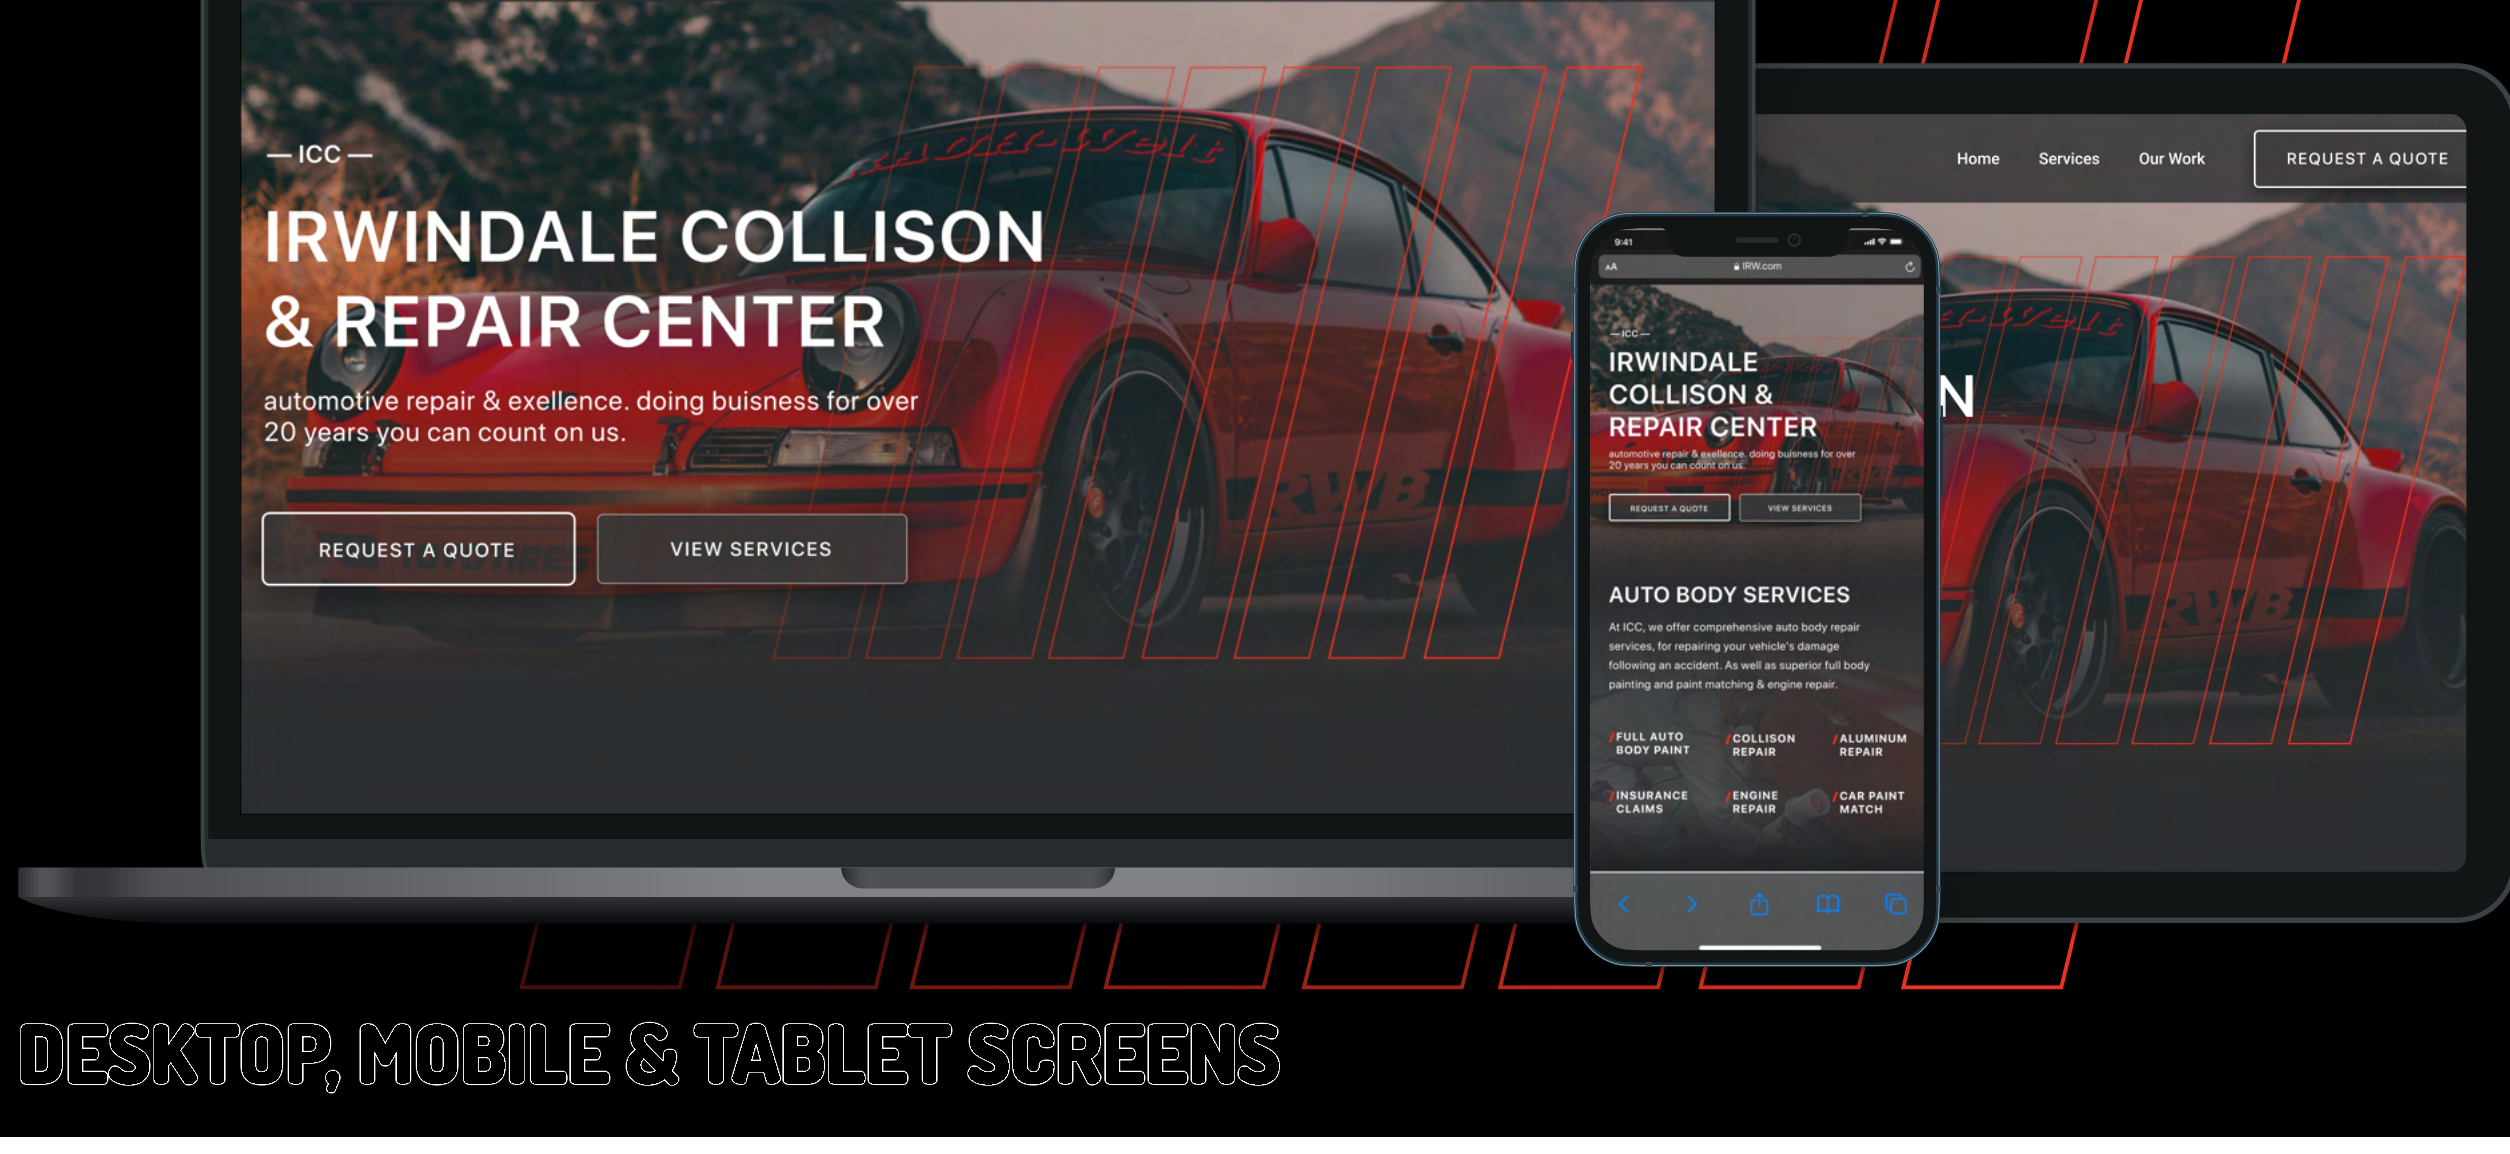 — ICC —
IRWINDALE COLLISON
& REPAIR CENTER
automotive repair & exellence. doing buisness for over
20 years you can count on us.
REQUEST A QUOTE
VIEW SERVICES
RWB
TOYO TIRES
Home
Services
Our Work
REQUEST A QUOTE
N
RWB
9:41
AA
IRW.com
— ICC —
IRWINDALE
COLLISON &
REPAIR CENTER
automotive repair & exellence. doing buisness for over
20 years you can count on us.
REQUEST A QUOTE
VIEW SERVICES
AUTO BODY SERVICES
At ICC, we offer comprehensive auto body repair
services, for repairing your vehicle's damage
following an accident. As well as superior full body
painting and paint matching & engine repair.
/FULL AUTO
BODY PAINT
/COLLISON
REPAIR
/ALUMINUM
REPAIR
/INSURANCE
CLAIMS
/ENGINE
REPAIR
/CAR PAINT
MATCH
DESKTOP, MOBILE & TABLET SCREENS